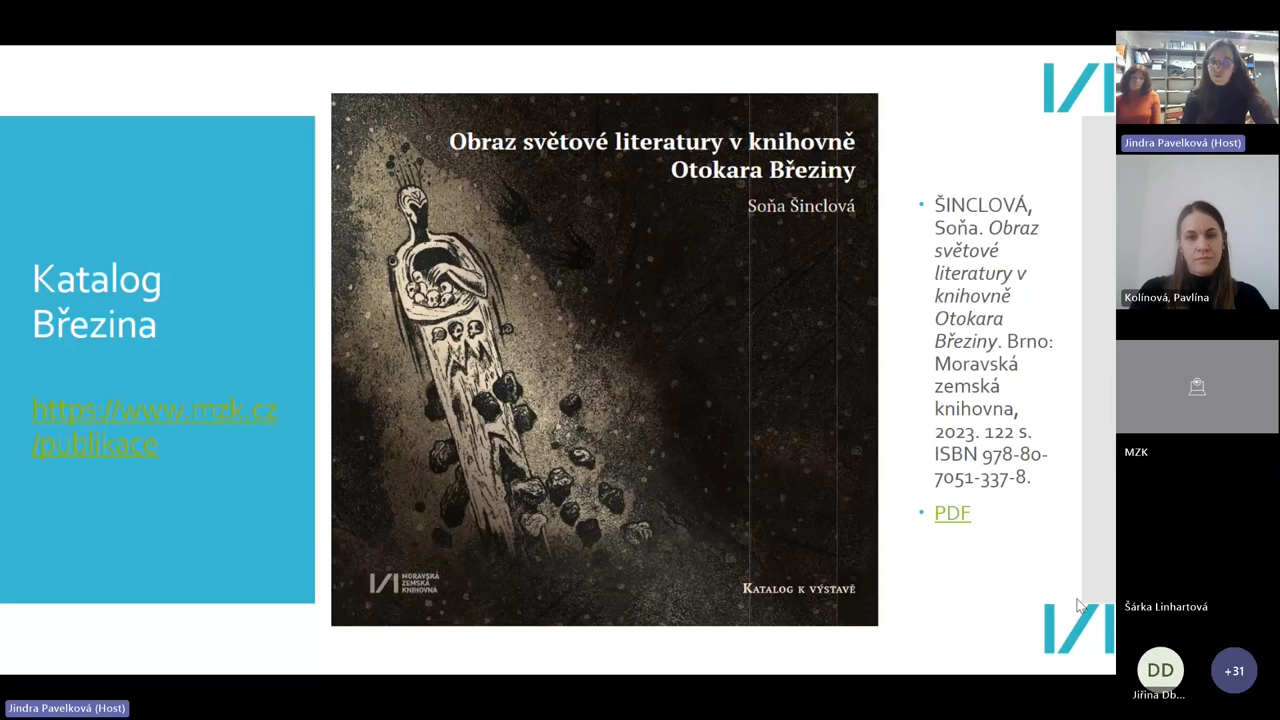 Katalog
Březina
https://www.mzk.cz
/publikace
Obraz světové literatury v knihovně
Otokara Březiny
Soňa Šinclová
MORAVSKÁ
ZEMSKÁ
KNIHOVNA
Katalog k výstavě
• ŠINCLOVÁ,
Soňa. Obraz
světové
literatury v
knihovně
Otokara
Březiny. Brno:
Moravská
zemská
knihovna,
2023. 122 s.
ISBN 978-80-
7051-337-8.
• PDF
Jindra Pavelková (Host)
Kolínová, Pavlína
MZK
Šárka Linhartová
DD
Jiřina Db...
+31
Jindra Pavelková (Host)